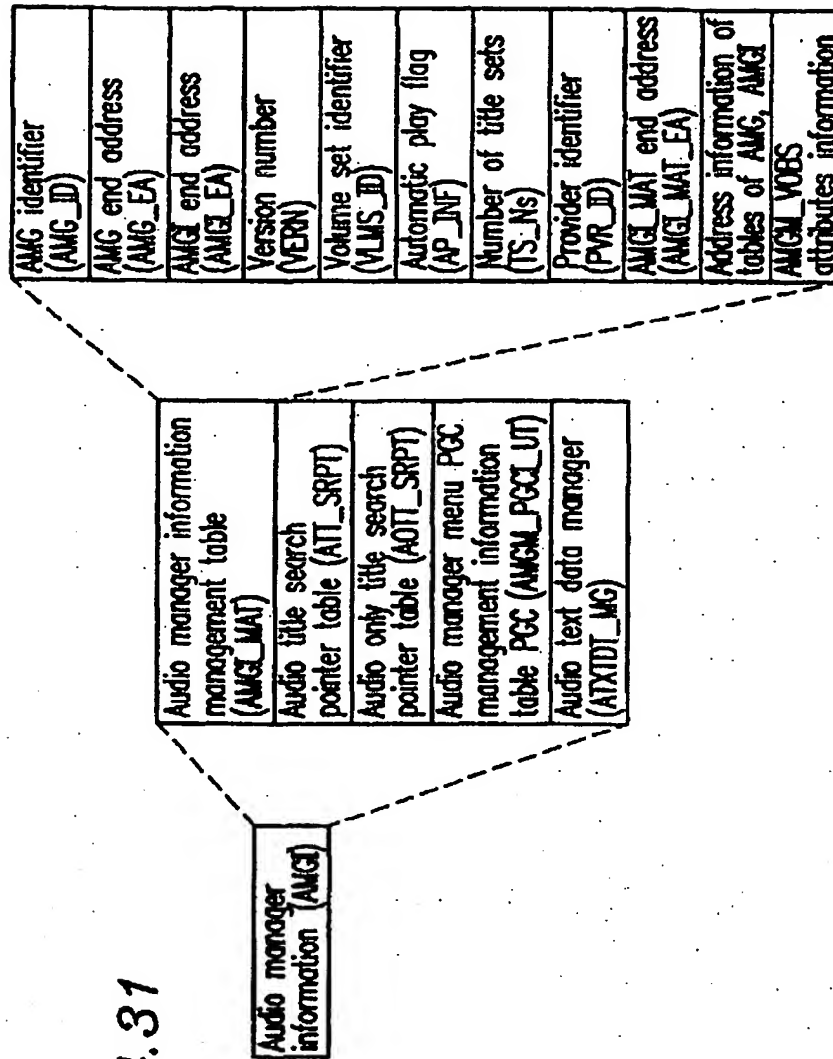 .31
Audio manager
information (AMGI)
Audio manager information
management table
(AMGI_MAT)
Audio title search
pointer table (ATT_SRPT)
Audio only title search
pointer table (AOTT_SRPT)
Audio manager menu PGC
management information
table PGC (AMGM_PGCI_UT)
Audio text data manager
(ATXTDT_MG)
AMG identifier
(AMG_ID)
AMG end address
(AMG_EA)
AMGI end address
(AMGI_EA)
Version number
(VERN)
Volume set identifier
(VLMS_ID)
Automatic play flag
(AP_INF)
Number of title sets
(TS_Ns)
Provider identifier
(PVR_ID)
AMGI_MAT end address
(AMGI_MAT_EA)
Address information of
tables of AMG, AMGI
AMGM_VOBS
attributes information